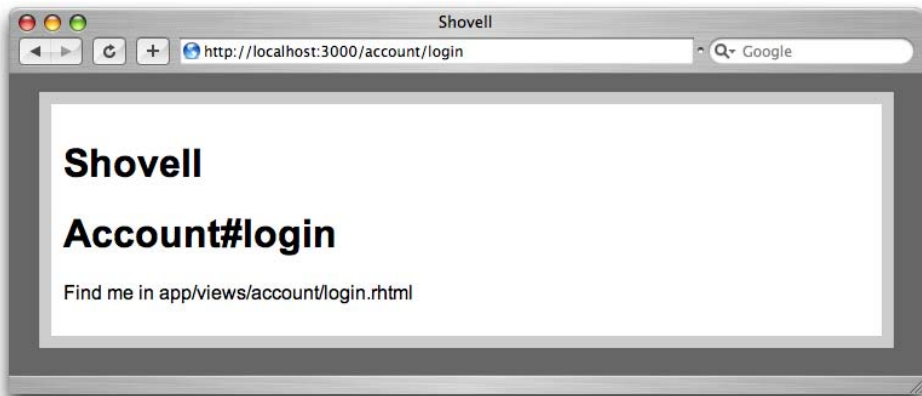 Shovell
http://localhost:3000/account/login
Google
Shovell
Account#login
Find me in app/views/account/login.rhtml